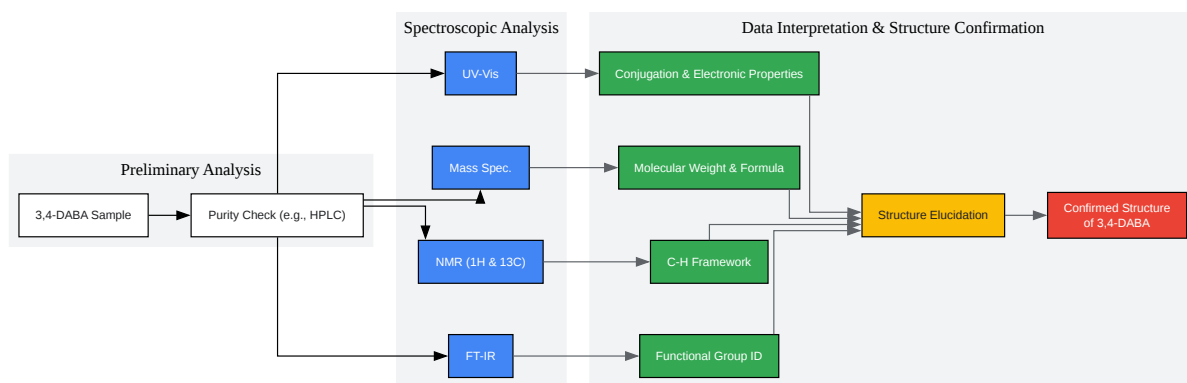 Preliminary Analysis
3,4-DABA Sample
Purity Check (e.g., HPLC)
Spectroscopic Analysis
UV-Vis
Mass Spec.
NMR (1H & 13C)
FT-IR
Data Interpretation & Structure Confirmation
Conjugation & Electronic Properties
Molecular Weight & Formula
C-H Framework
Functional Group ID
Structure Elucidation
Confirmed Structure
of 3,4-DABA